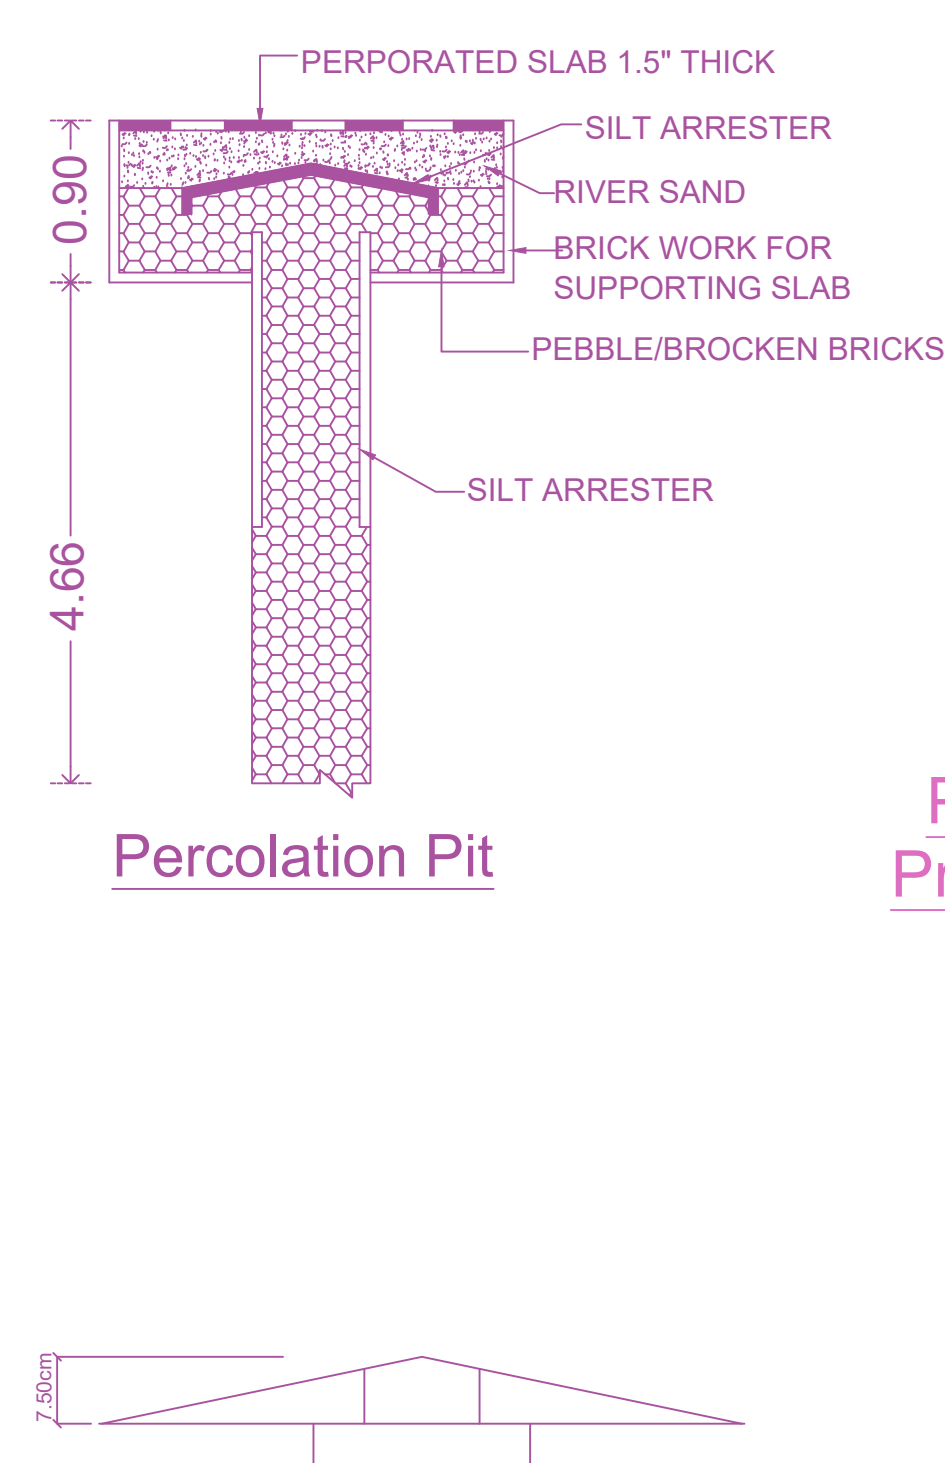 PERPORATED SLAB 1.5" THICK
SILT ARRESTER
RIVER SAND
BRICK WORK FOR
SUPPORTING SLAB
PEBBLE/BROCKEN BRICKS
SILT ARRESTER
0.90
4.66
Percolation Pit
7.50cm